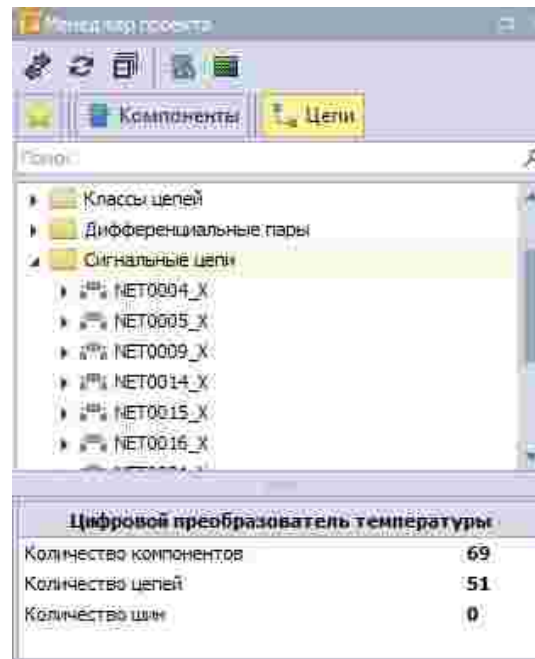 Менеджер проекта
Компоненты
Цепи
Поиск
Классы цепей
Дифференциальные пары
Сигнальные цепи
NET0004_X
NET0005_X
NET0009_X
NET0014_X
NET0015_X
NET0016_X
Цифровой преобразователь температуры
Количество компонентов 69
Количество цепей 51
Количество шин 0